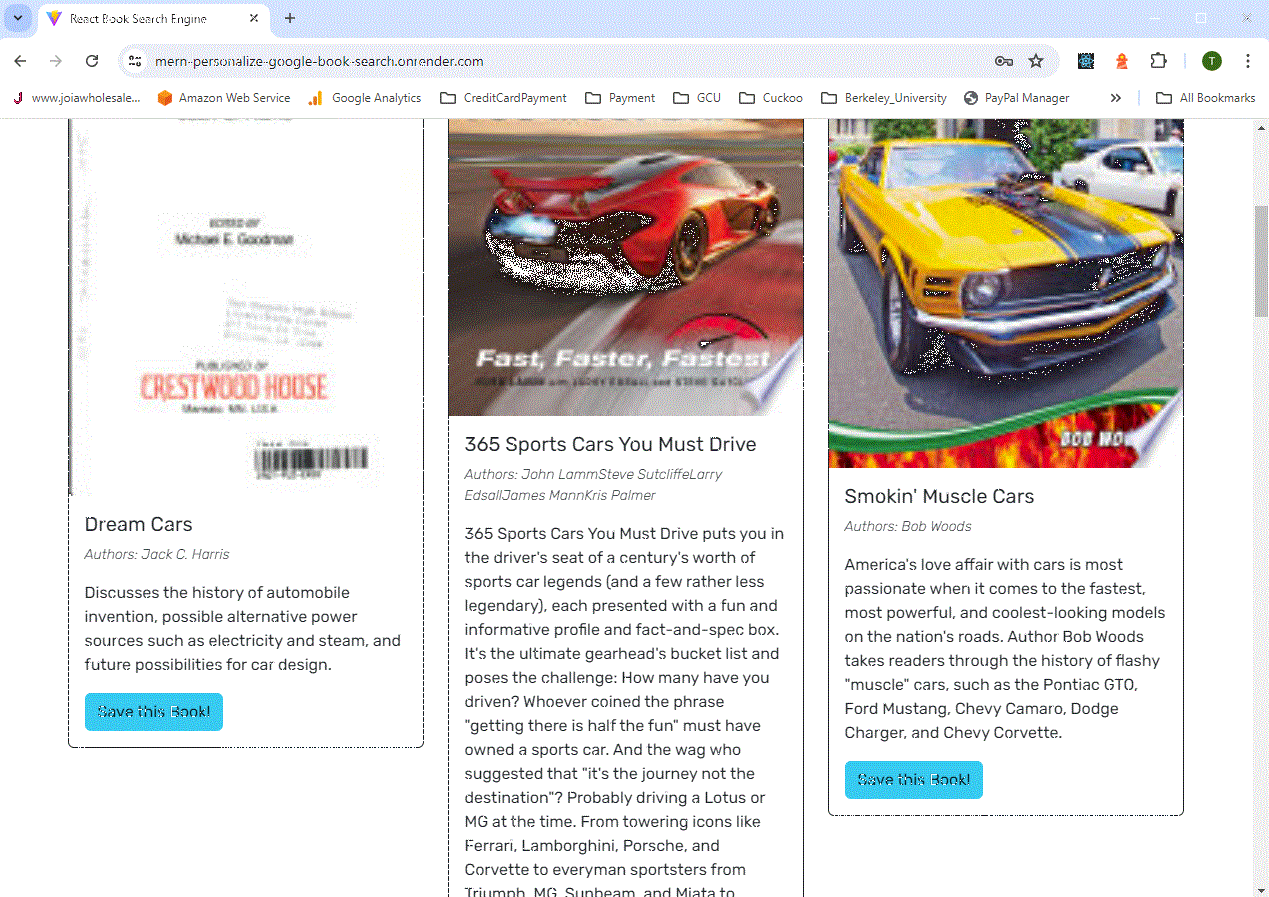 React Book Search Engine
mern-personalize-google-book-search.onrender.com
T
www.joiawholesale...
Amazon Web Service
Google Analytics
CreditCardPayment
Payment
GCU
Cuckoo
Berkeley_University
PayPal Manager
All Bookmarks
EDITED BY
Michael E. Goodman
PUBLISHED BY
CRESTWOOD HOUSE
Mankato, MN, U.S.A.
Dream Cars
Authors: Jack C. Harris
Discusses the history of automobile
invention, possible alternative power
sources such as electricity and steam, and
future possibilities for car design.
Save this Book!
Fast, Faster, Fastest
365 Sports Cars You Must Drive
Authors: John LammSteve SutcliffeLarry
EdsallJames MannKris Palmer
365 Sports Cars You Must Drive puts you in
the driver's seat of a century's worth of
sports car legends (and a few rather less
legendary), each presented with a fun and
informative profile and fact-and-spec box.
It's the ultimate gearhead's bucket list and
poses the challenge: How many have you
driven? Whoever coined the phrase
"getting there is half the fun" must have
owned a sports car. And the wag who
suggested that "it's the journey not the
destination"? Probably driving a Lotus or
MG at the time. From towering icons like
Ferrari, Lamborghini, Porsche, and
Corvette to everyman sportsters from
Triumph, MG, Sunbeam, and Miata to
BOB WO
Smokin' Muscle Cars
Authors: Bob Woods
America's love affair with cars is most
passionate when it comes to the fastest,
most powerful, and coolest-looking models
on the nation's roads. Author Bob Woods
takes readers through the history of flashy
"muscle" cars, such as the Pontiac GTO,
Ford Mustang, Chevy Camaro, Dodge
Charger, and Chevy Corvette.
Save this Book!